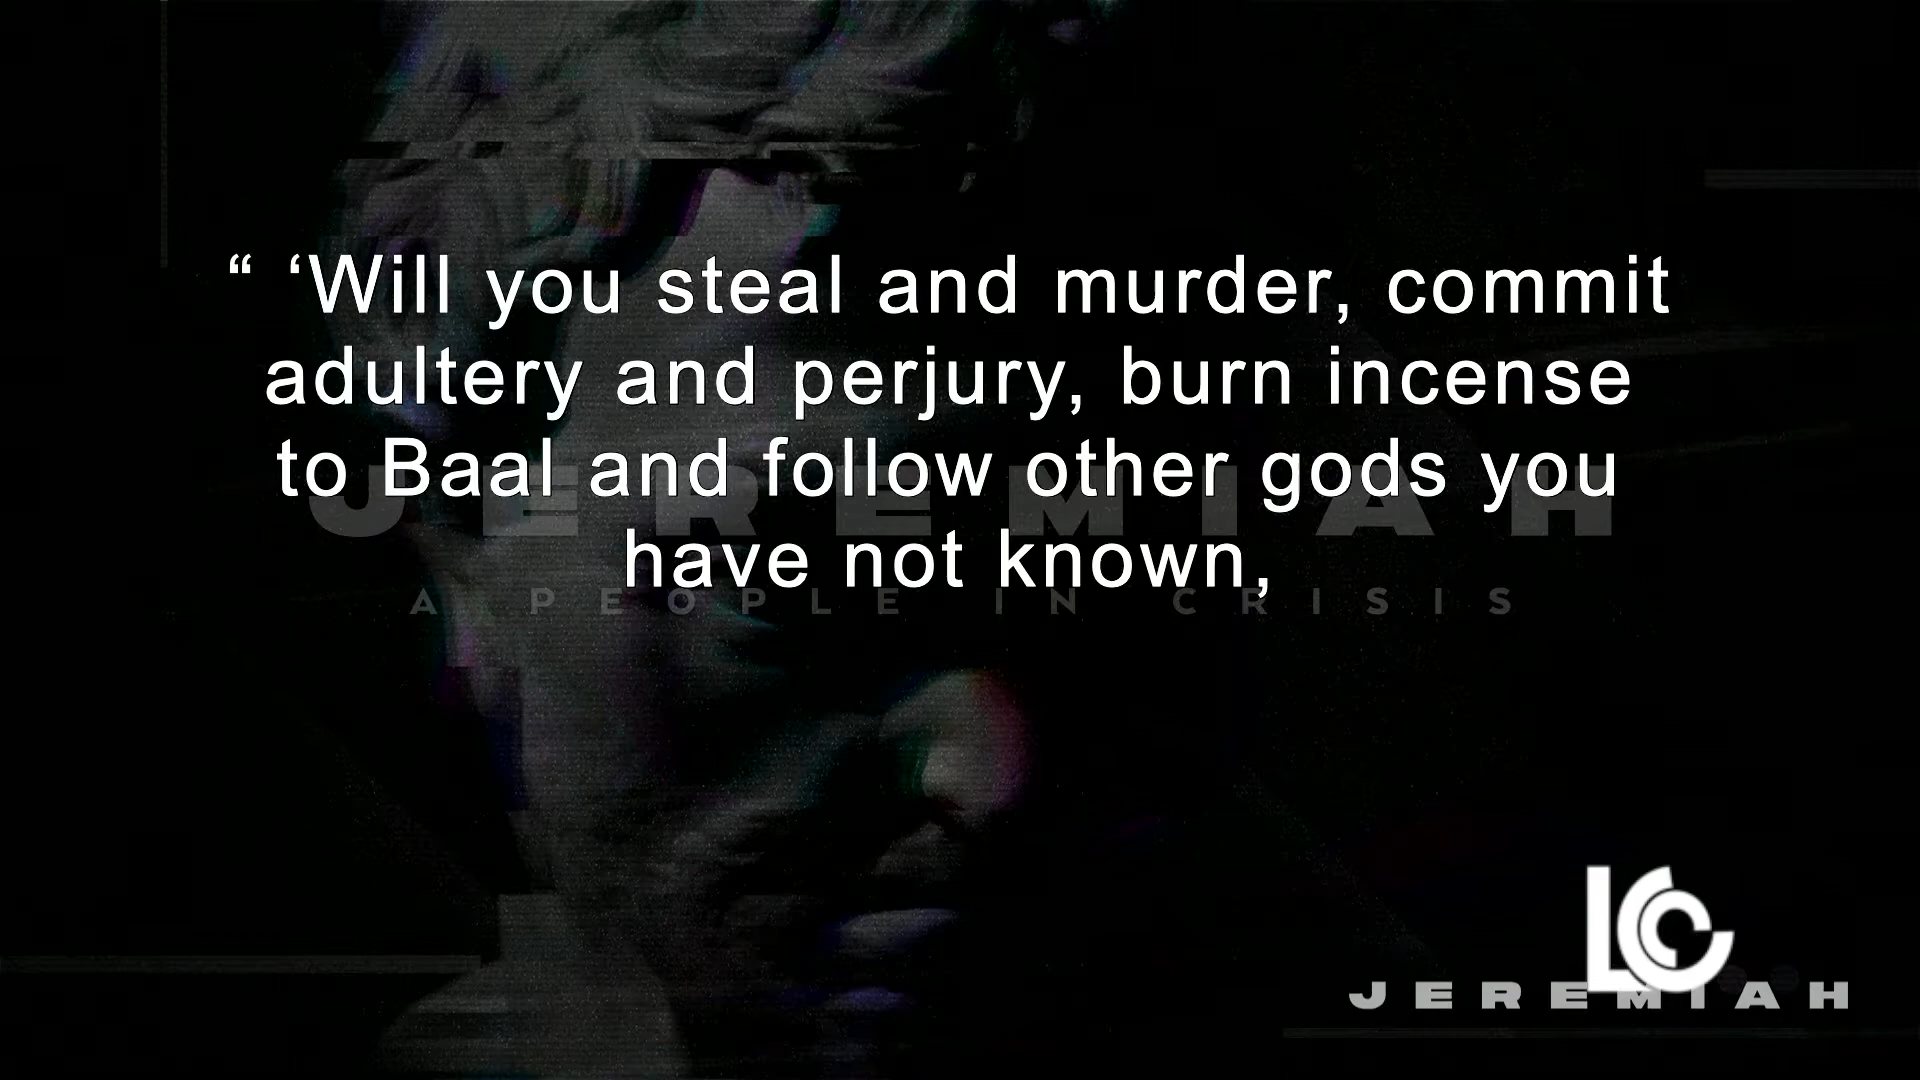 “ ‘Will you steal and murder, commit
adultery and perjury, burn incense
to Baal and follow other gods you
have not known,
JEREMIAH
A PEOPLE IN CRISIS
LCC
JEREMIAH